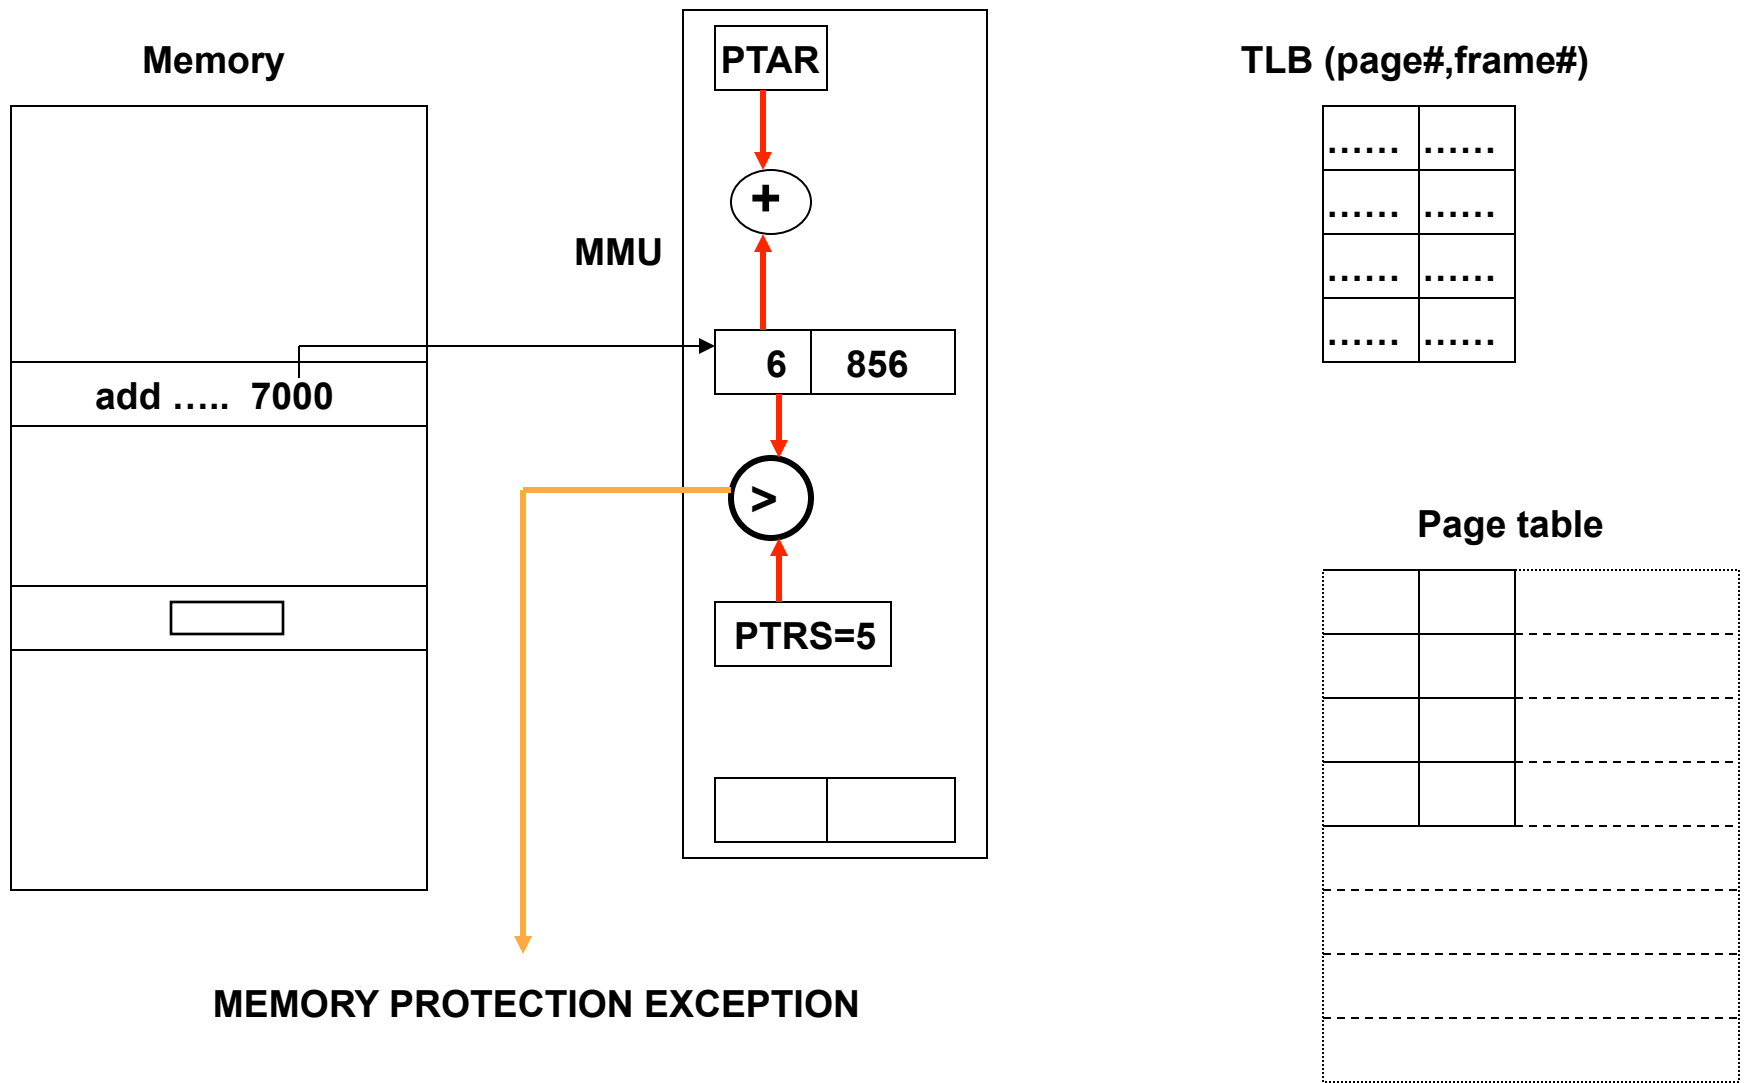 Memory
PTAR
TLB (page#,frame#)
...... ......
+
...... ......
MMU
...... ......
...... ......
6 856
add ..... 7000
>
Page table
PTRS=5
MEMORY PROTECTION EXCEPTION